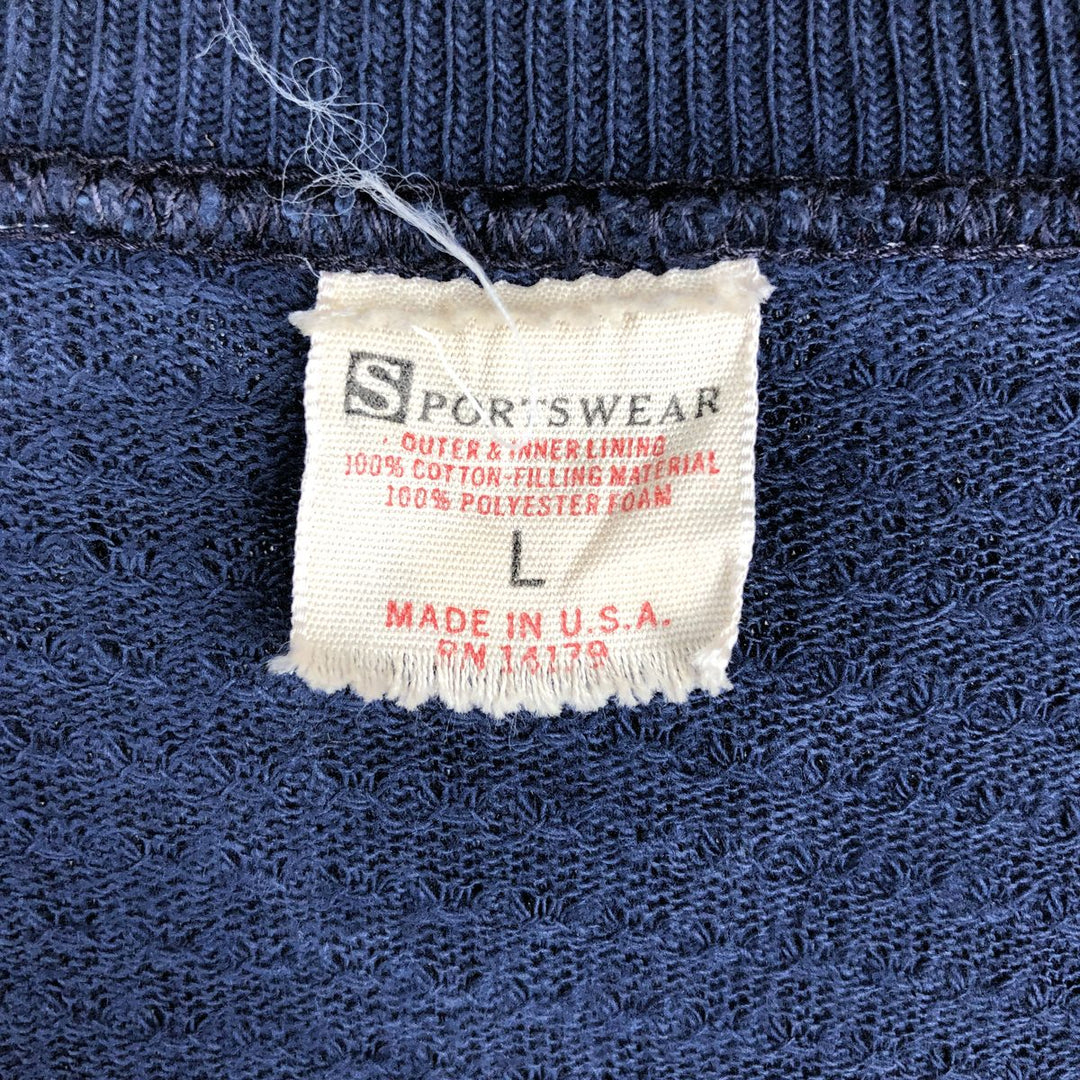 SPORTSWEAR
OUTER & INNER LINING
100% COTTON-FILLING MATERIAL
100% POLYESTER FOAM
L
MADE IN U.S.A.
RN 14179